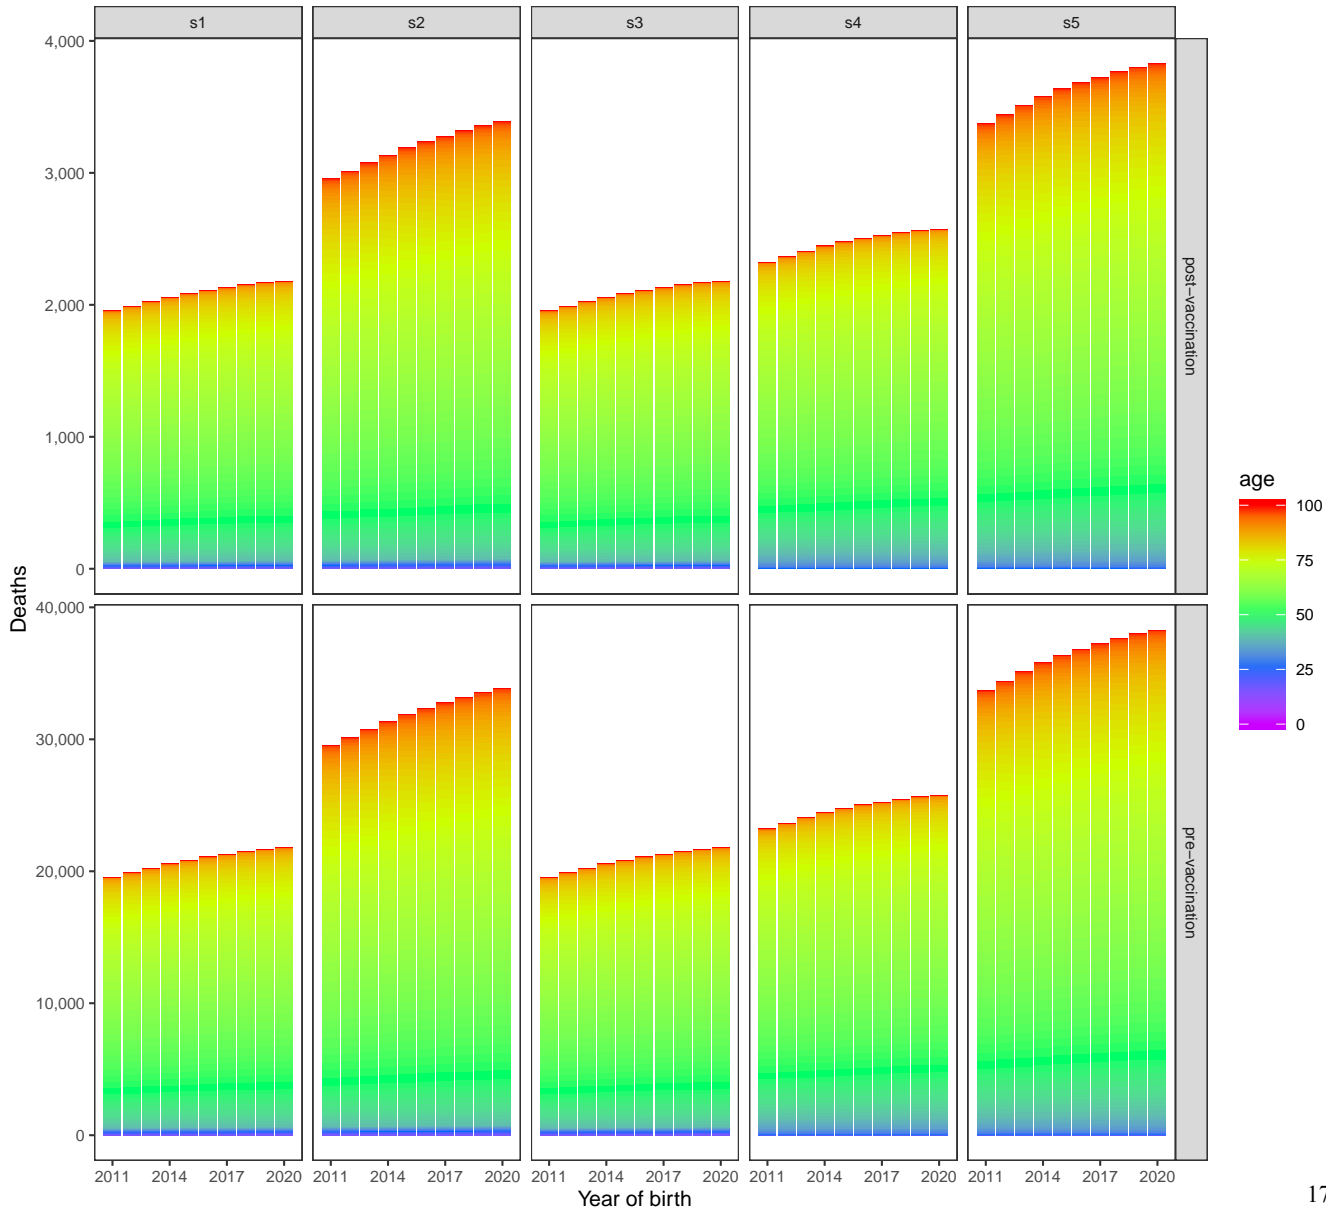 s1 s2 s3 s4 s5
4,000
3,000
2,000
1,000
0
post−vaccination
40,000
30,000
20,000
10,000
0
pre−vaccination
Deaths
2011 2014 2017 2020 2011 2014 2017 2020 2011 2014 2017 2020 2011 2014 2017 2020 2011 2014 2017 2020
Year of birth
age
100
75
50
25
0
17